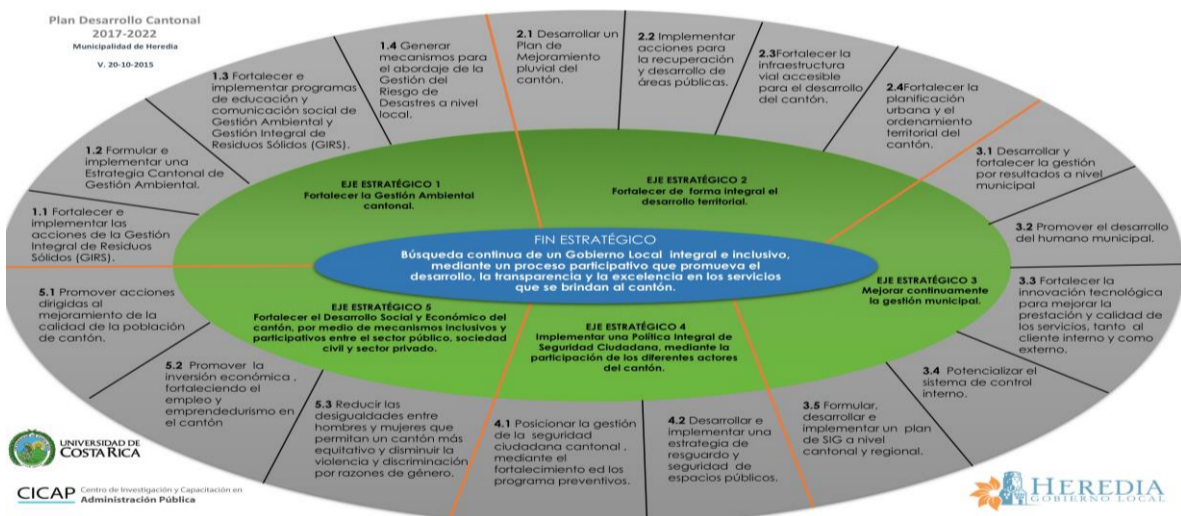 Plan Desarrollo Cantonal
2017-2022
Municipalidad de Heredia
V. 20-10-2015
1.1 Fortalecer e
implementar las
acciones de la Gestión
Integral de Residuos
Sólidos (GIRS).
1.2 Formular e
implementar una
Estrategia Cantonal de
Gestión Ambiental.
1.3 Fortalecer e
implementar programas
de educación y
comunicación social de
Gestión Ambiental y
Gestión Integral de
Residuos Sólidos (GIRS).
1.4 Generar
mecanismos para
el abordaje de la
Gestión del
Riesgo de
Desastres a nivel
local.
2.1 Desarrollar un
Plan de
Mejoramiento
pluvial del
cantón.
2.2 Implementar
acciones para
la recuperación
y desarrollo de
áreas públicas.
2.3Fortalecer la
infraestructura
vial accesible
para el desarrollo
del cantón.
2.4Fortalecer la
planificación
urbana y el
ordenamiento
territorial del
cantón.
3.1 Desarrollar y
fortalecer la gestión
por resultados a nivel
municipal
3.2 Promover el desarrollo
del humano municipal.
3.3 Fortalecer la
innovación tecnológica
para mejorar la
prestación y calidad de
los servicios, tanto al
cliente interno y como
externo.
3.4 Potencializar el
sistema de control
interno.
3.5 Formular,
desarrollar e
implementar un plan
de SIG a nivel
cantonal y regional.
4.2 Desarrollar e
implementar una
estrategia de
resguardo y
seguridad de
espacios públicos.
4.1 Posicionar la gestión
de la seguridad
ciudadana cantonal ,
mediante el
fortalecimiento ed los
programa preventivos.
5.3 Reducir las
desigualdades entre
hombres y mujeres que
permitan un cantón más
equitativo y disminuir la
violencia y discriminación
por razones de género.
5.2 Promover la
inversión económica ,
fortaleciendo el
empleo y
emprendedurismo en
el cantón
5.1 Promover acciones
dirigidas al
mejoramiento de la
calidad de la población
de cantón.
EJE ESTRATÉGICO 1
Fortalecer la Gestión Ambiental
cantonal.
EJE ESTRATÉGICO 2
Fortalecer de forma integral el
desarrollo territorial.
FIN ESTRATÉGICO
Búsqueda continua de un Gobierno Local integral e inclusivo,
mediante un proceso participativo que promueva el
desarrollo, la transparencia y la excelencia en los servicios
que se brindan al cantón.
EJE ESTRATÉGICO 3
Mejorar continuamente
la gestión municipal.
EJE ESTRATÉGICO 4
Implementar una Política Integral de
Seguridad Ciudadana, mediante la
participación de los diferentes actores
del cantón.
EJE ESTRATÉGICO 5
Fortalecer el Desarrollo Social y Económico del
cantón, por medio de mecanismos inclusivos y
participativos entre el sector público, sociedad
civil y sector privado.
UNIVERSIDAD DE
COSTA RICA
CICAP Centro de Investigación y Capacitación en
Administración Pública
HEREDIA
GOBIERNO LOCAL